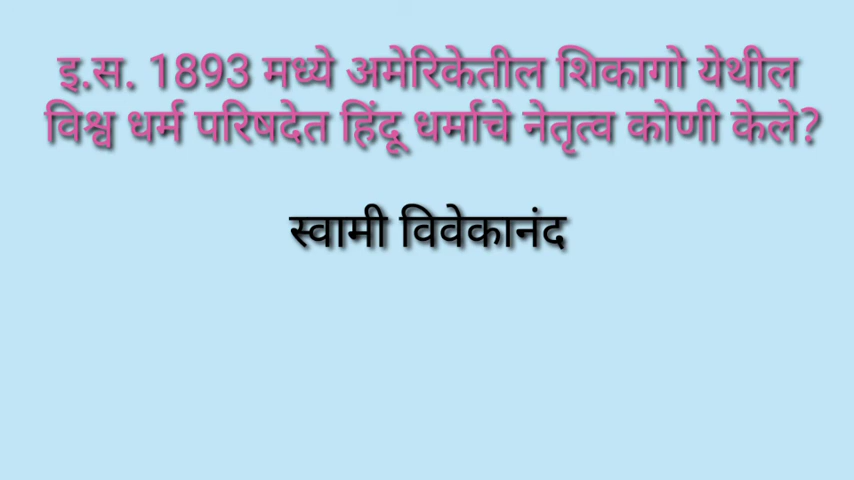 इ.स. 1893 मध्ये अमेरिकेतील शिकागो येथील
विश्व धर्म परिषदेत हिंदू धर्माचे नेतृत्व कोणी केले?
स्वामी विवेकानंद